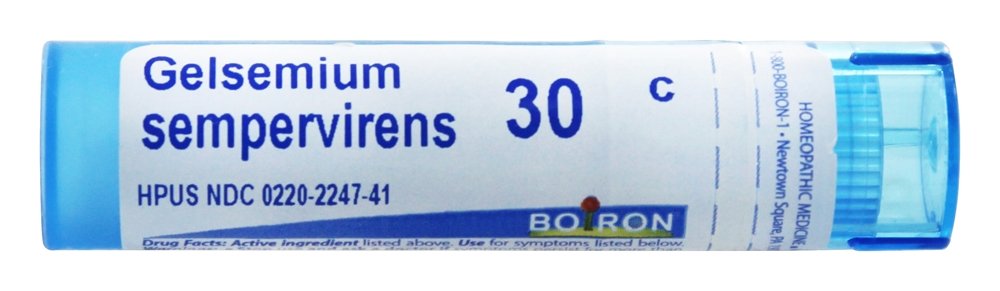 Gelsemium
sempervirens
30 C
HPUS NDC 0220-2247-41
BOIRON
Drug Facts: Active ingredient listed above. Use for symptoms listed below.
1-800-BOIRON-1 • Newtown Square, PA
HOMEOPATHIC MEDICINE